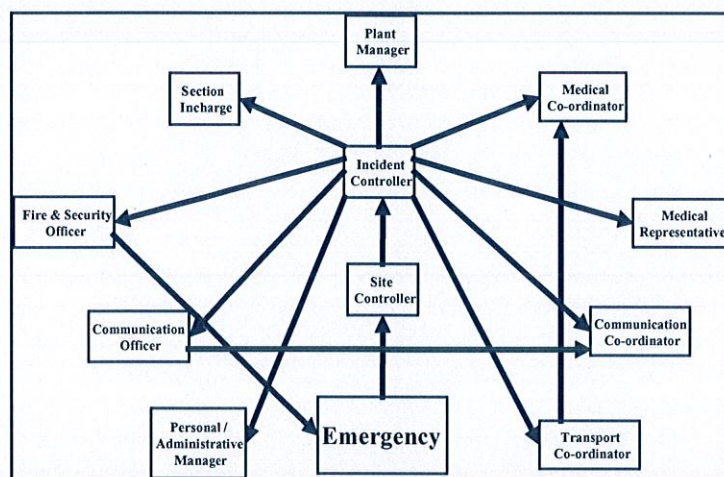 Plant
Manager
Section
Incharge
Medical
Co-ordinator
Incident
Controller
Fire & Security
Officer
Medical
Representative
Site
Controller
Communication
Officer
Communication
Co-ordinator
Personal /
Administrative
Manager
Emergency
Transport
Co-ordinator